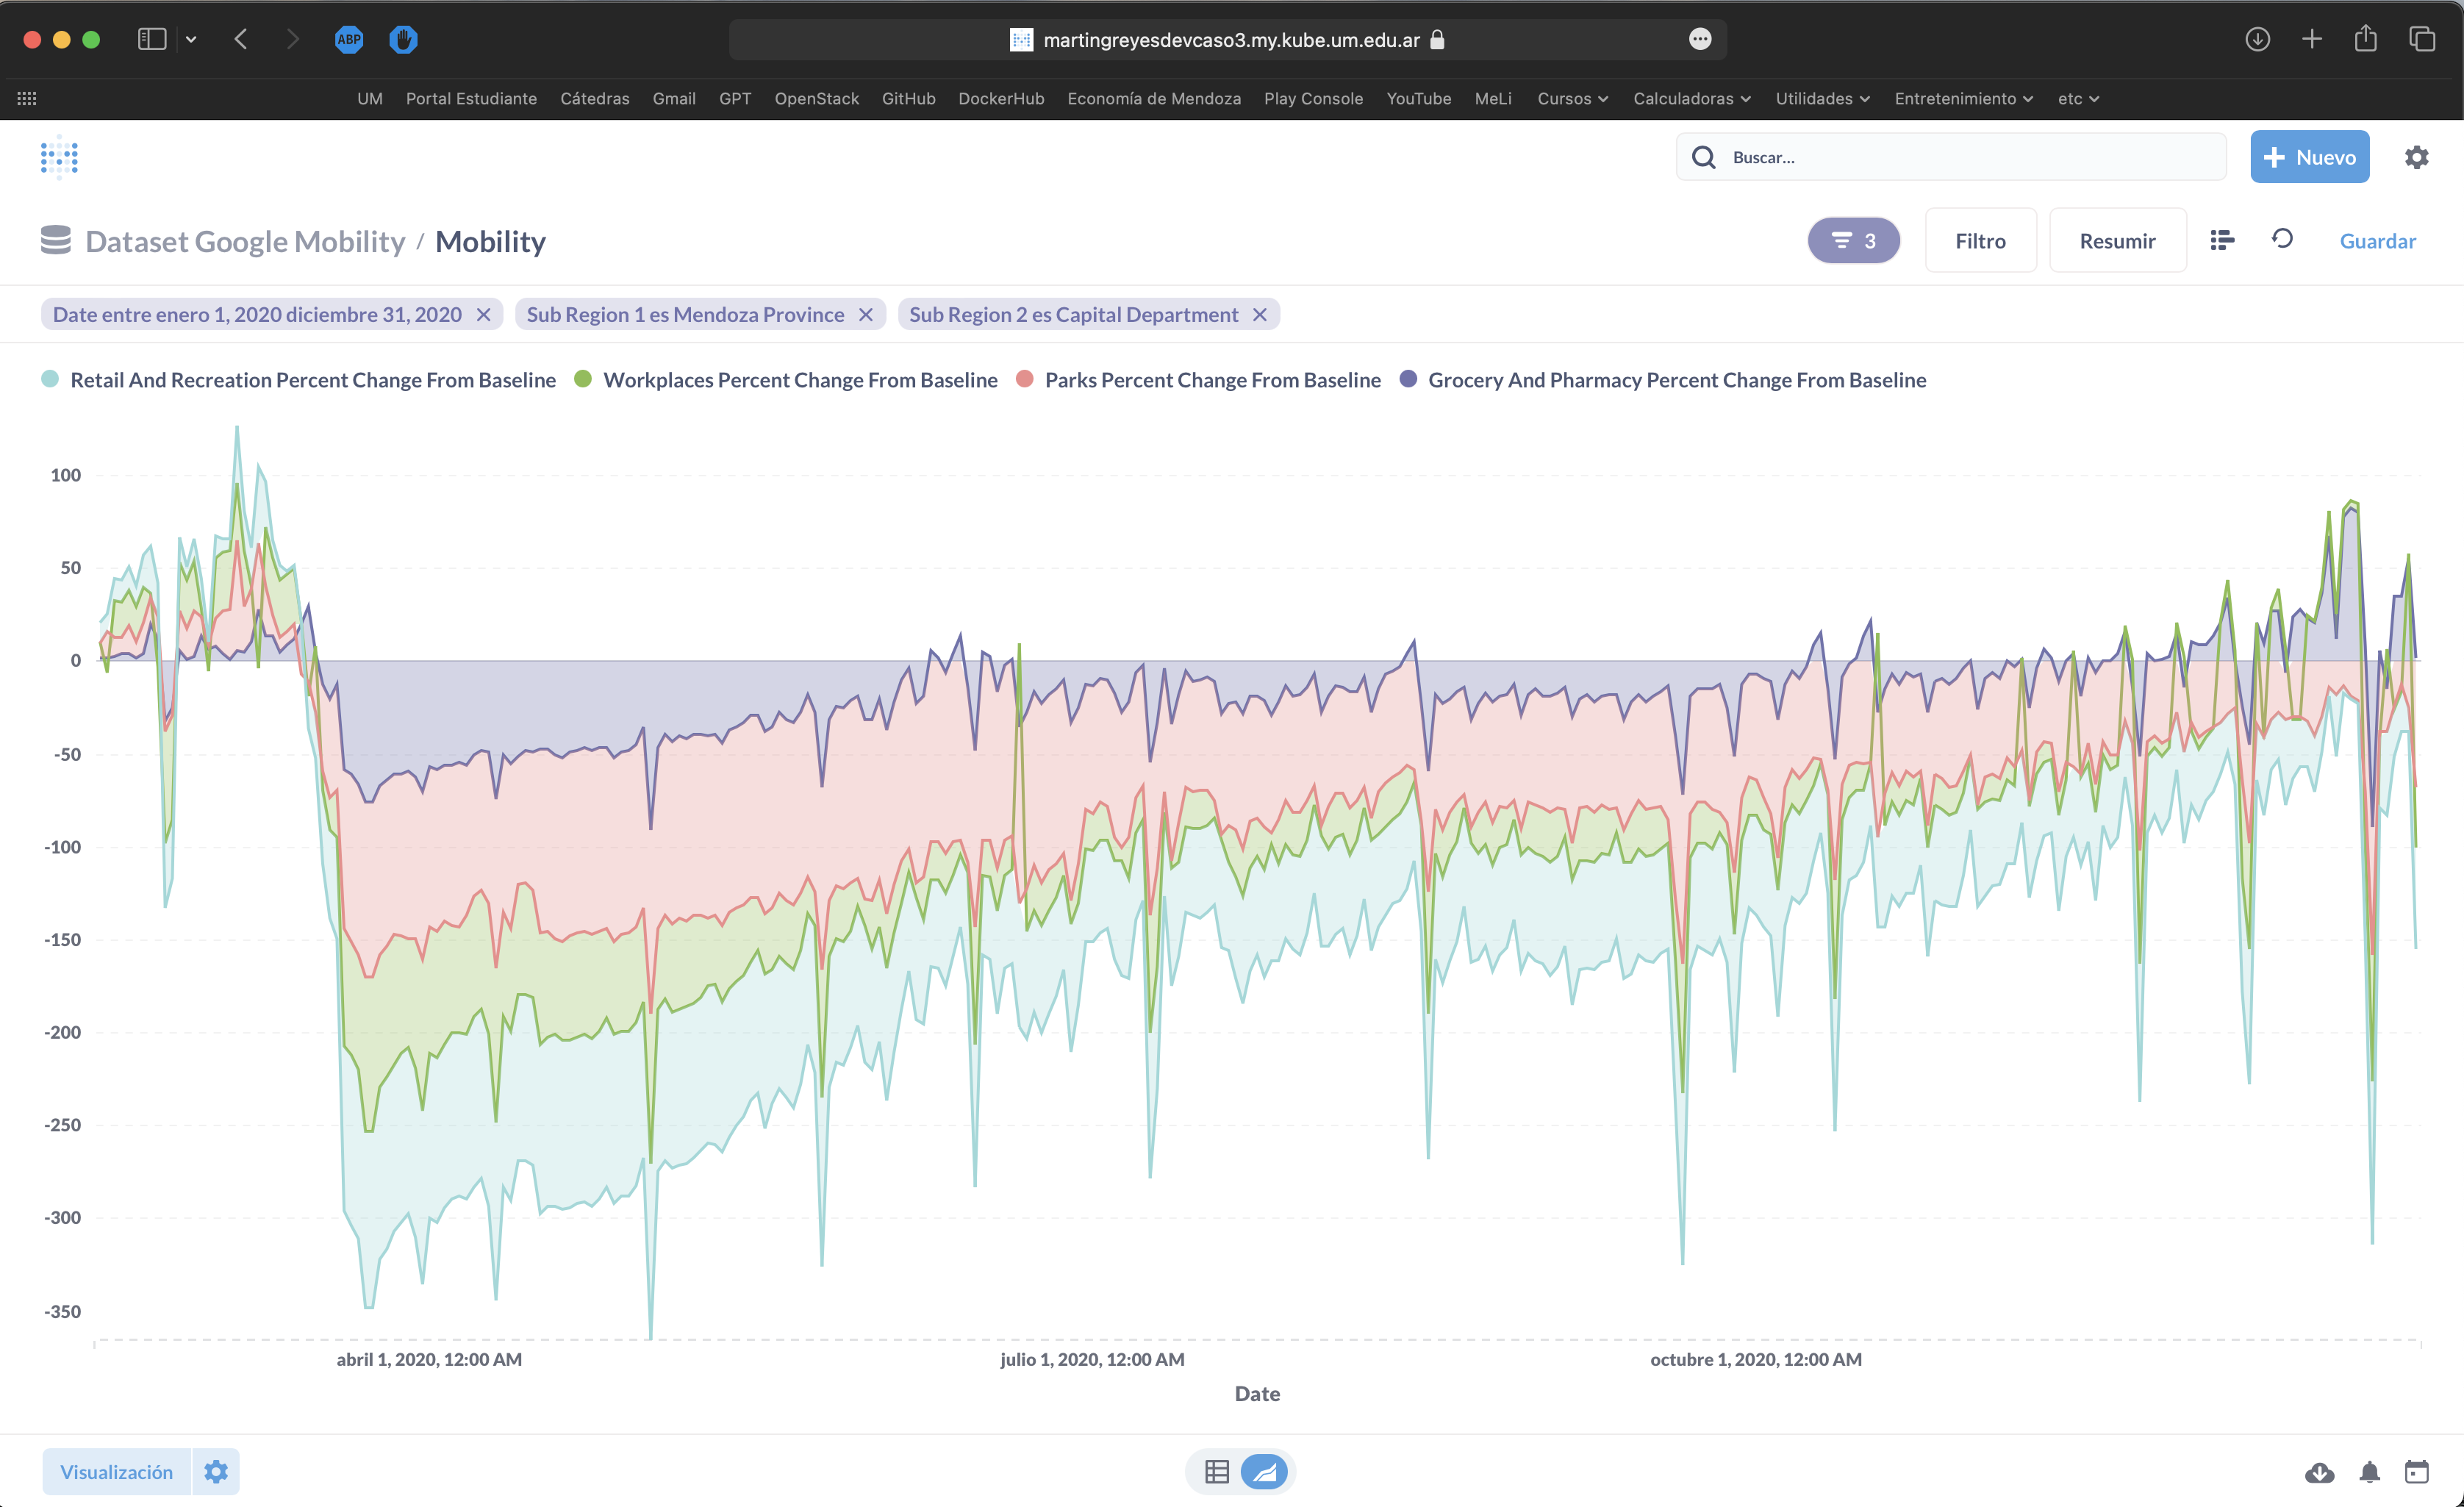 ABP
martingreyesdevcaso3.my.kube.um.edu.ar
UM Portal Estudiante Cátedras Gmail GPT OpenStack GitHub DockerHub Economía de Mendoza Play Console YouTube MeLi Cursos Calculadoras Utilidades Entretenimiento etc
Buscar...
Nuevo
Dataset Google Mobility / Mobility
3
Filtro
Resumir
Guardar
Date entre enero 1, 2020 diciembre 31, 2020
Sub Region 1 es Mendoza Province
Sub Region 2 es Capital Department
Retail And Recreation Percent Change From Baseline
Workplaces Percent Change From Baseline
Parks Percent Change From Baseline
Grocery And Pharmacy Percent Change From Baseline
100
50
0
-50
-100
-150
-200
-250
-300
-350
abril 1, 2020, 12:00 AM
julio 1, 2020, 12:00 AM
octubre 1, 2020, 12:00 AM
Date
Visualización